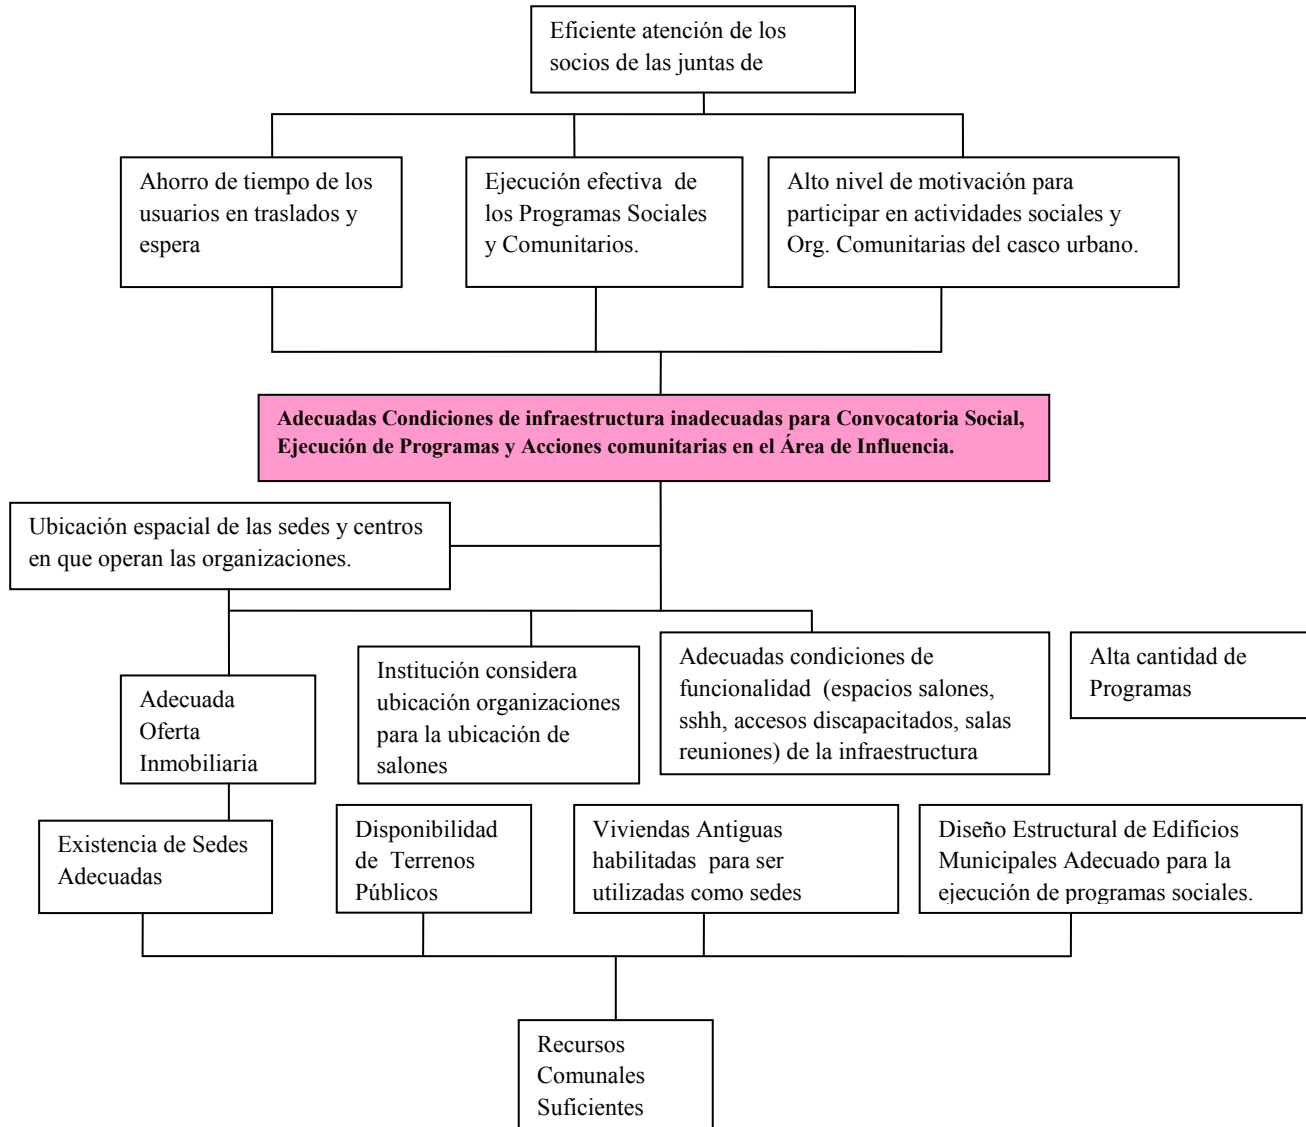 Eficiente atención de los
socios de las juntas de
Ahorro de tiempo de los
usuarios en traslados y
espera
Ejecución efectiva de
los Programas Sociales
y Comunitarios.
Alto nivel de motivación para
participar en actividades sociales y
Org. Comunitarias del casco urbano.
Adecuadas Condiciones de infraestructura inadecuadas para Convocatoria Social,
Ejecución de Programas y Acciones comunitarias en el Área de Influencia.
Ubicación espacial de las sedes y centros
en que operan las organizaciones.
Adecuada
Oferta
Inmobiliaria
Institución considera
ubicación organizaciones
para la ubicación de
salones
Adecuadas condiciones de
funcionalidad (espacios salones,
sshh, accesos discapacitados, salas
reuniones) de la infraestructura
Alta cantidad de
Programas
Existencia de Sedes
Adecuadas
Disponibilidad
de Terrenos
Públicos
Viviendas Antiguas
habilitadas para ser
utilizadas como sedes
Diseño Estructural de Edificios
Municipales Adecuado para la
ejecución de programas sociales.
Recursos
Comunales
Suficientes